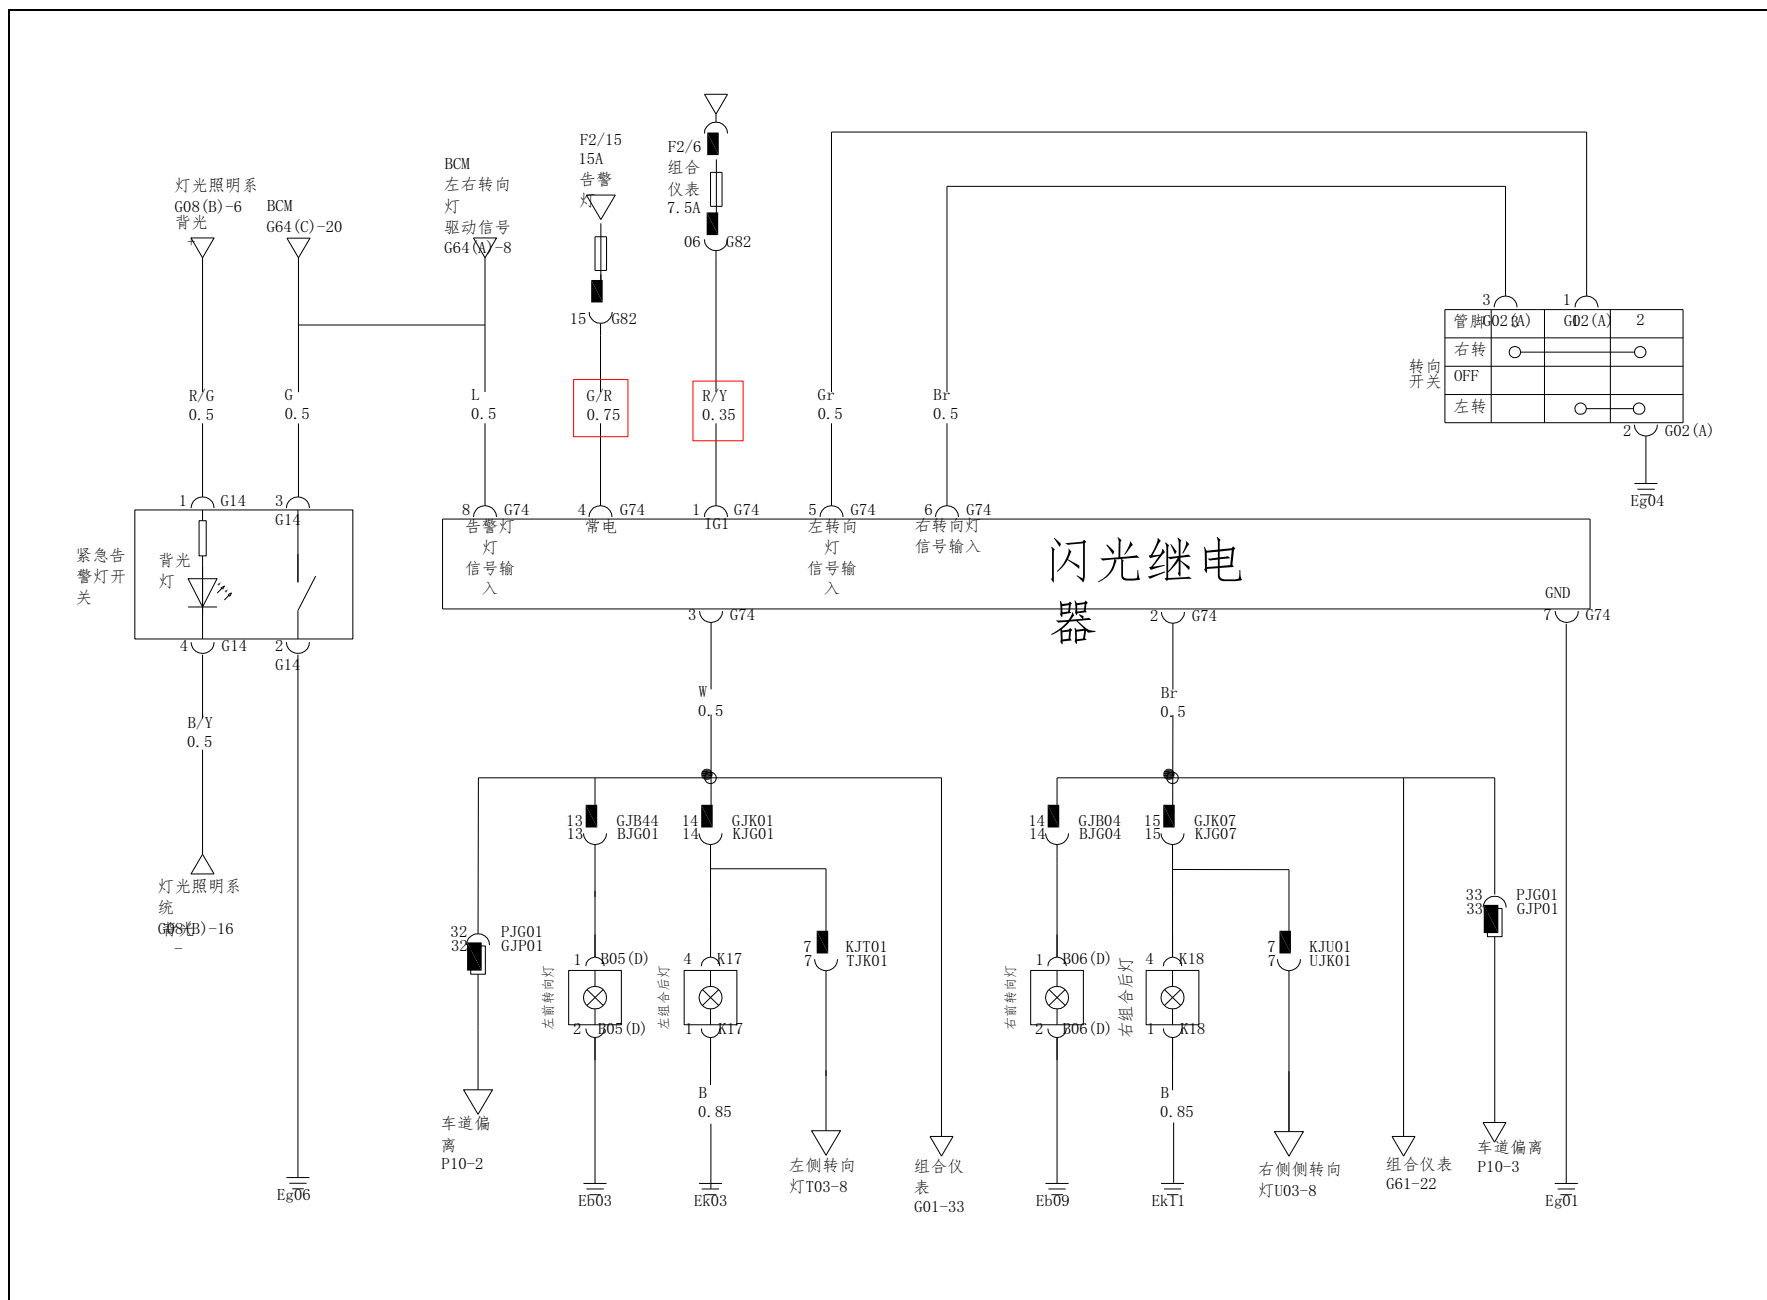 灯光照明系
G08(B)-6
背光
+
BCM
G64(C)-20
BCM
左右转向
灯
驱动信号
G64(A)-8
F2/15
15A
告警
灯
F2/6
组合
仪表
7.5A
06 G82
15 G82
3 G02(A)
1 G02(A)
转向
开关
管脚 3 1 2
右转
OFF
左转
2 G02(A)
Eg04
R/G
0.5
G
0.5
L
0.5
G/R
0.75
R/Y
0.35
Gr
0.5
Br
0.5
1 G14
3
G14
8 G74
4 G74
1 G74
5 G74
6 G74
告警灯
灯
信号输
入
常电
IG1
左转向
灯
信号输
入
右转向灯
信号输入
闪光继电
器
GND
紧急告
警灯开
关
背光
灯
4 G14
2
G14
3 G74
2 G74
7 G74
B/Y
0.5
W
0.5
Br
0.5
13 GJB44
13 BJG01
14 GJK01
14 KJG01
14 GJB04
14 BJG04
15 GJK07
15 KJG07
灯光照明系
统
G08(B)-16
背光
-
32 PJG01
32 GJP01
7 KJT01
7 TJK01
7 KJU01
7 UJK01
33 PJG01
33 GJP01
1 B05(D)
左前转向灯
2 B05(D)
4 K17
左组合后灯
1 K17
1 B06(D)
右前转向灯
2 B06(D)
4 K18
右组合后灯
1 K18
B
0.85
B
0.85
车道偏
离
P10-2
左侧转向
灯T03-8
组合仪
表
G01-33
右侧侧转向
灯U03-8
组合仪表
G61-22
车道偏离
P10-3
Eg06
Eb03
Ek03
Eb09
Ek11
Eg01